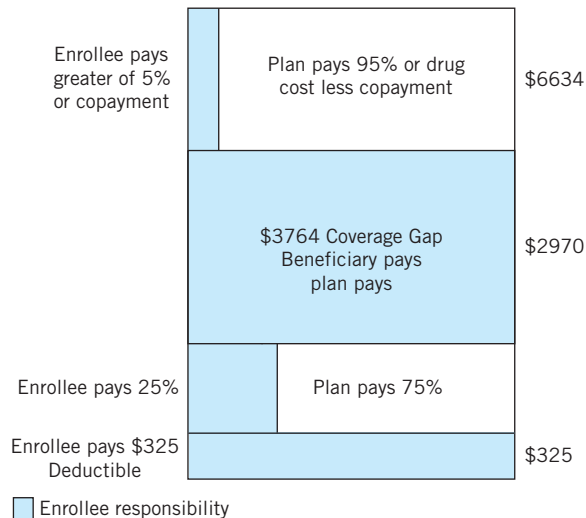 Enrollee pays
greater of 5%
or copayment
Plan pays 95% or drug
cost less copayment
$6634
$3764 Coverage Gap
Beneficiary pays
plan pays
$2970
Enrollee pays 25%
Plan pays 75%
Enrollee pays $325
Deductible
$325
Enrollee responsibility